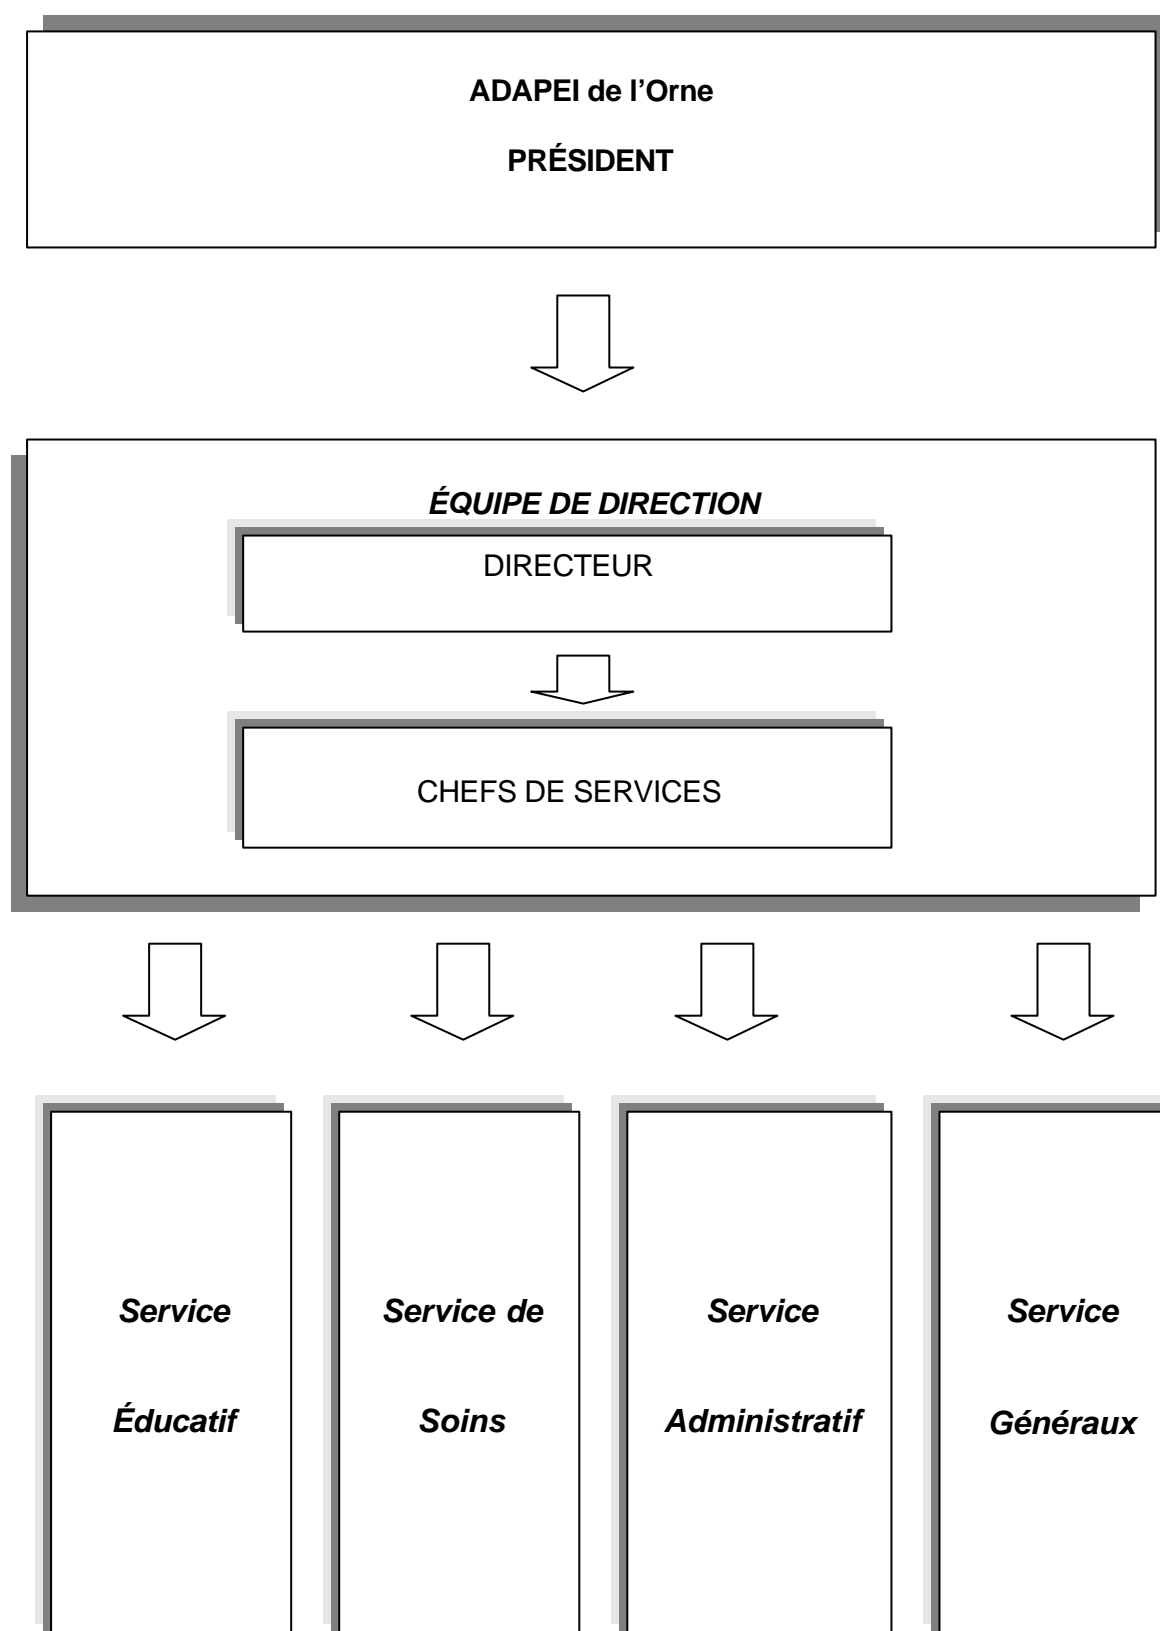 ADAPEI de l'Orne
PRÉSIDENT
ÉQUIPE DE DIRECTION
DIRECTEUR
CHEFS DE SERVICES
Service
Éducatif
Service de
Soins
Service
Administratif
Service
Généraux